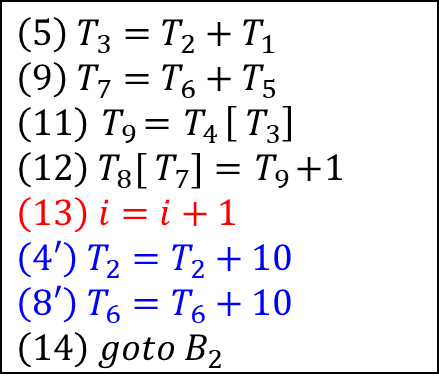 (5) T₃ = T₂ + T₁
(9) T₇ = T₆ + T₅
(11) T₉ = T₄ [ T₃]
(12) T₈[ T₇] = T₉ +1
(13) i = i + 1
(4′) T₂ = T₂ + 10
(8′) T₆ = T₆ + 10
(14) goto B₂